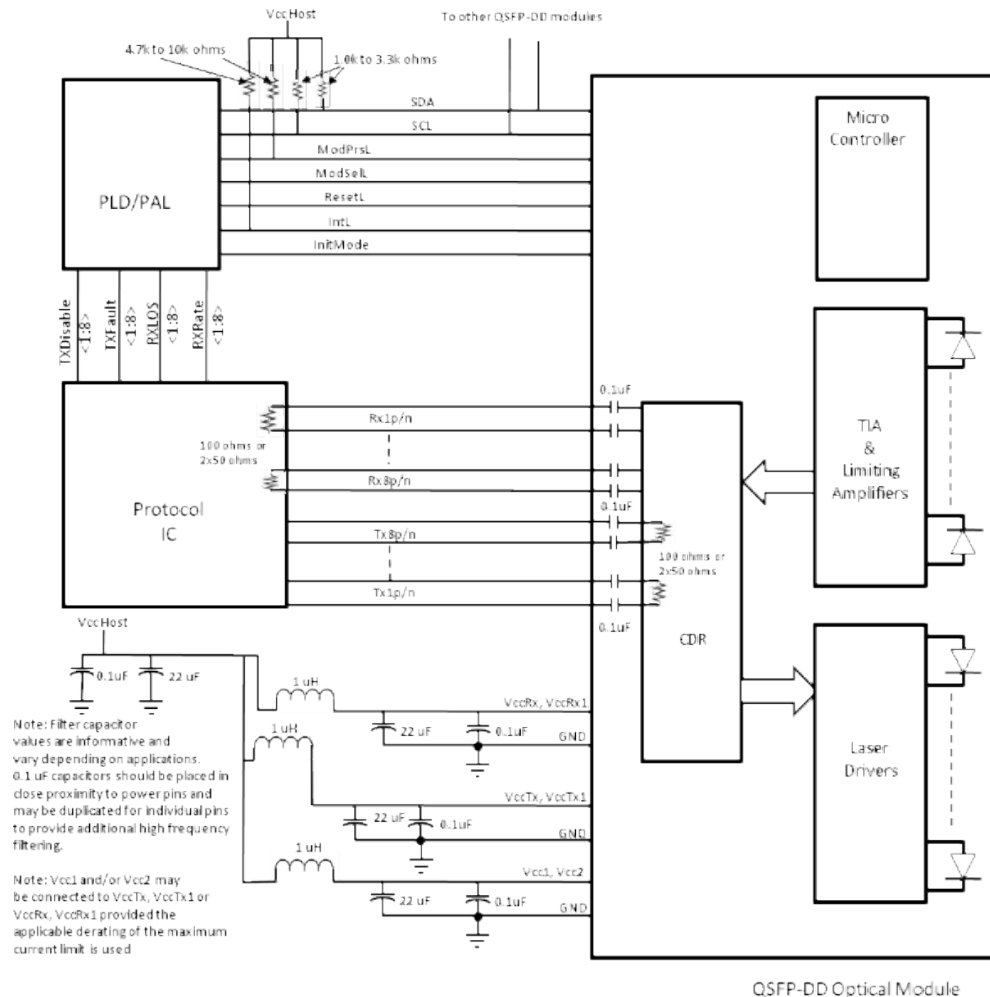 VccHost
To other QSFP-DD modules
4.7k to 10k ohms
1.0k to 3.3k ohms
SDA
SCL
ModPrsL
ModSelL
ResetL
IntL
InitMode
PLD/PAL
Micro
Controller
TXDisable
<1:8>
TXFault
<1:8>
RXLOS
<1:8>
RXRate
<1:8>
0.1uF
Rx1p/n
100 ohms or
2x50 ohms
Rx8p/n
0.1uF
Protocol
IC
Tx8p/n
100 ohms or
2x50 ohms
Tx1p/n
0.1uF
CDR
TIA
&
Limiting
Amplifiers
Laser
Drivers
VccHost
0.1uF
22 uF
1 uH
VccRx, VccRx1
22 uF
0.1uF
GND
1 uH
VccTx, VccTx1
22 uF
0.1uF
GND
1 uH
Vcc1, Vcc2
22 uF
0.1uF
GND
Note: Filter capacitor
values are informative and
vary depending on applications.
0.1 uF capacitors should be placed in
close proximity to power pins and
may be duplicated for individual pins
to provide additional high frequency
filtering.
Note: Vcc1 and/or Vcc2 may
be connected to VccTx, VccTx1 or
VccRx, VccRx1 provided the
applicable derating of the maximum
current limit is used
QSFP-DD Optical Module